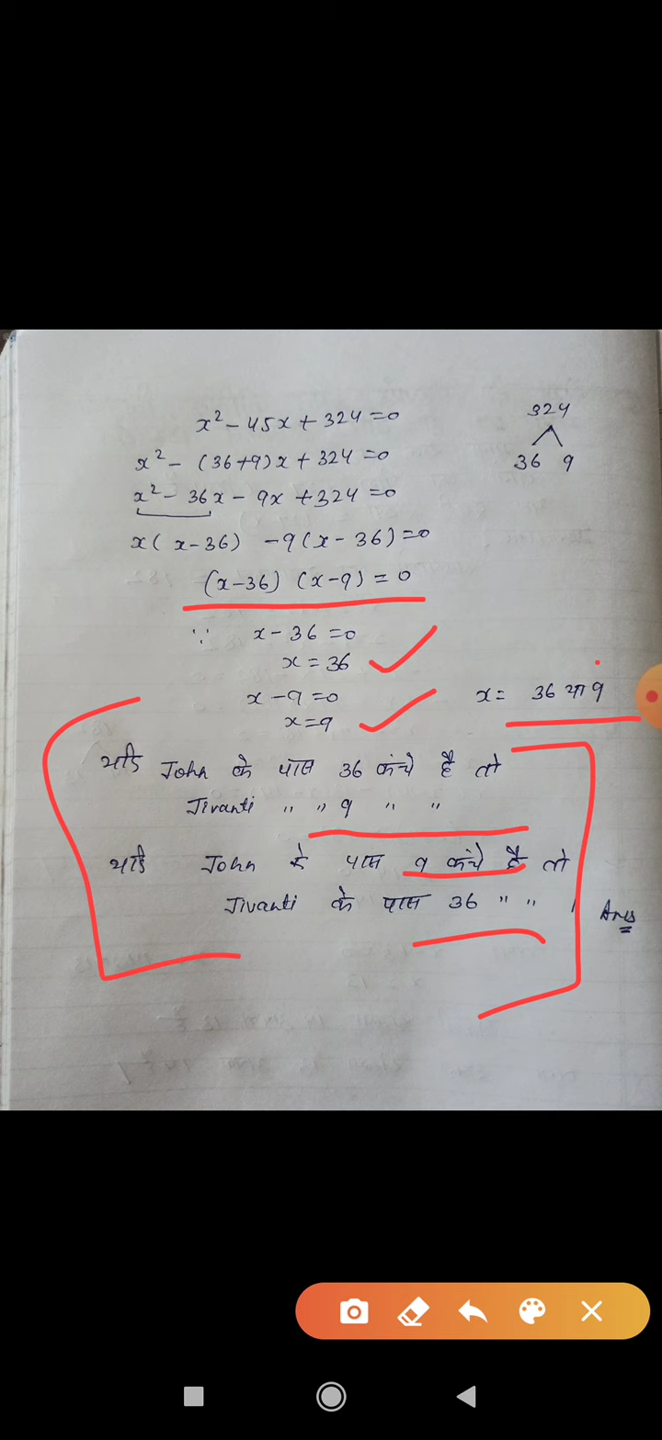 x² - 45x + 324 = 0
324
x² - (36+9)x + 324 = 0
36 9
x² - 36x - 9x + 324 = 0
x(x-36) -9(x-36) = 0
(x-36) (x-9) = 0
∵ x - 36 = 0
x = 36
x - 9 = 0
x = 36 या 9
x = 9
यदि John के पास 36 कंचे है तो
Jivanti " " 9 " "
यदि John के पास 9 कंचे है तो
Jivanti के पास 36 " " ।
Ans